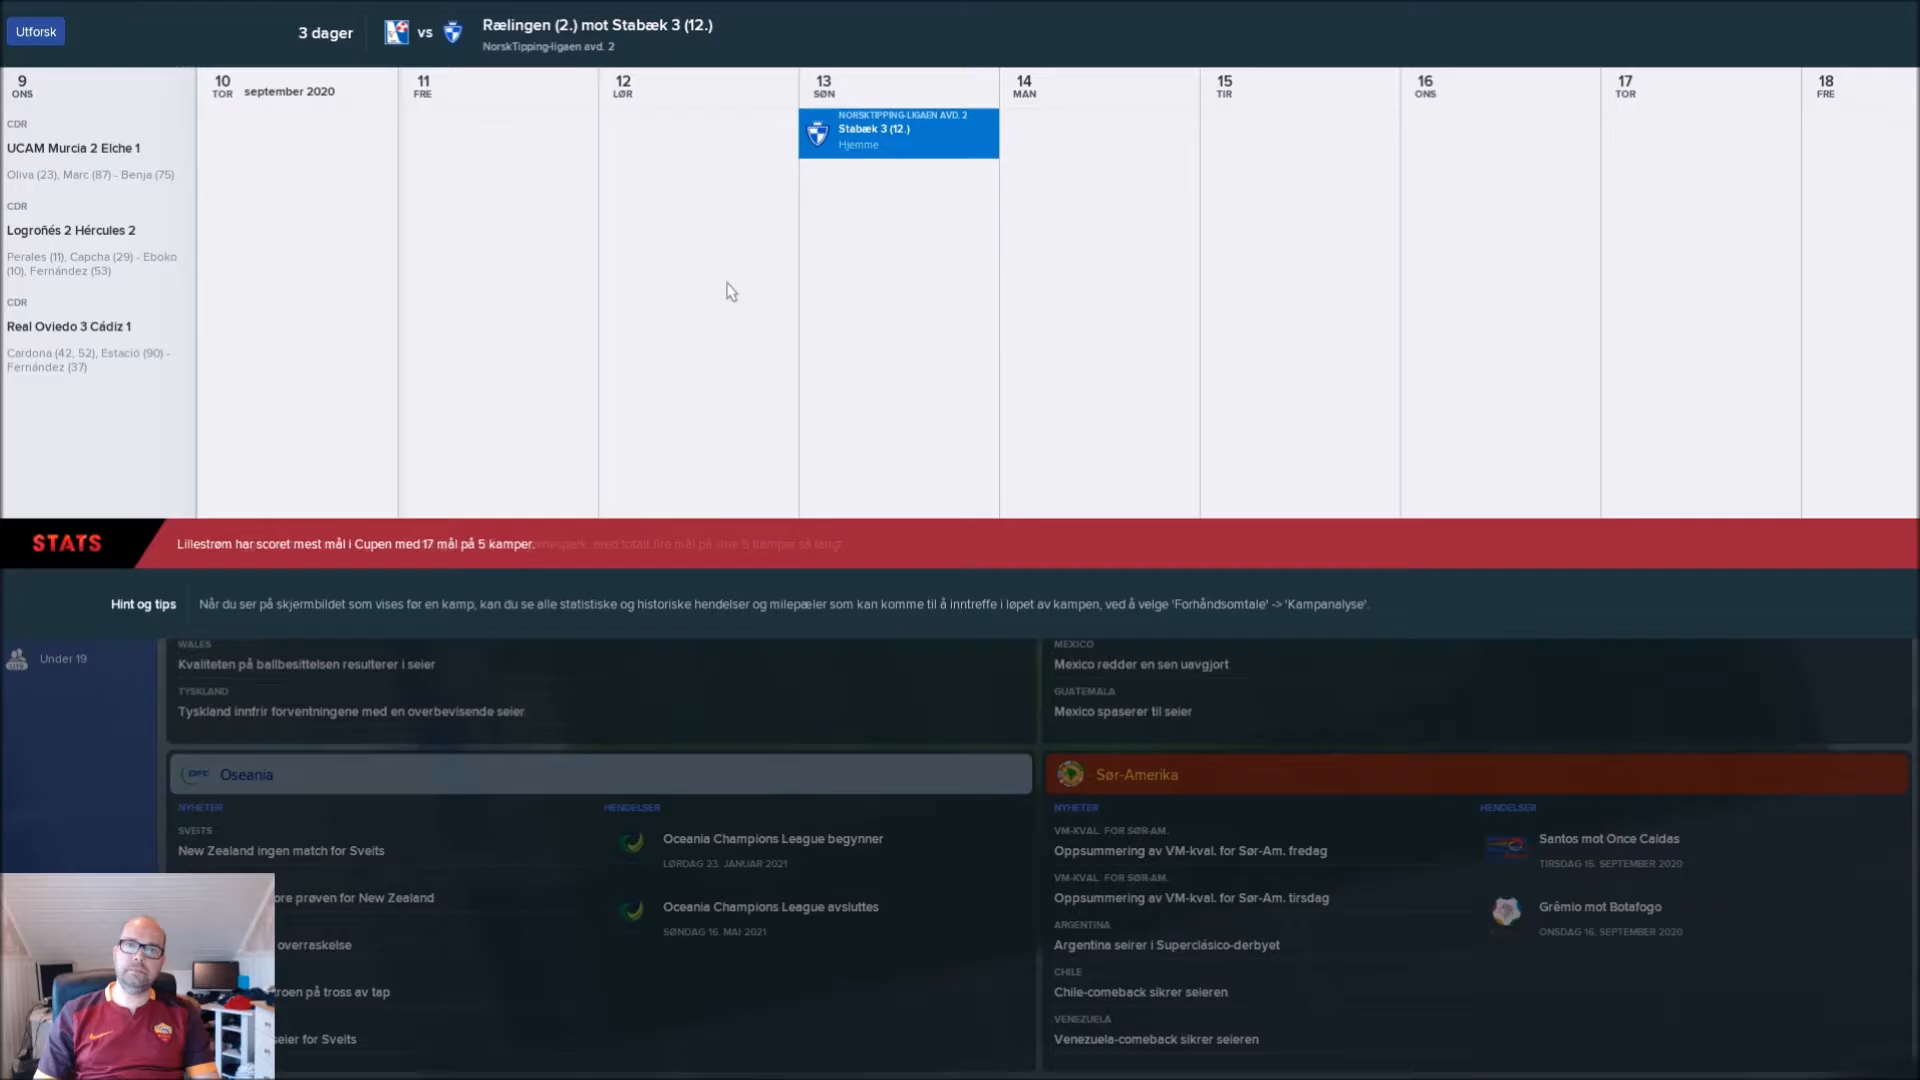 Utforsk
3 dager
vs
Rælingen (2.) mot Stabæk 3 (12.)
NorskTipping-ligaen avd. 2
9
ONS
10
TOR
september 2020
11
FRE
12
LØR
13
SØN
14
MAN
15
TIR
16
ONS
17
TOR
18
FRE
CDR
UCAM Murcia 2 Elche 1
Oliva (23), Marc (87) - Benja (75)
CDR
Logroñés 2 Hércules 2
Perales (11), Capcha (29) - Eboko
(10), Fernández (53)
CDR
Real Oviedo 3 Cádiz 1
Cardona (42, 52), Estació (90) -
Fernández (37)
NORSKTIPPING-LIGAEN AVD. 2
Stabæk 3 (12.)
Hjemme
STATS
Lillestrøm har scoret mest mål i Cupen med 17 mål på 5 kamper.
med totalt fire mål på sine 5 kamper så langt
Hint og tips
Når du ser på skjermbildet som vises før en kamp, kan du se alle statistiske og historiske hendelser og milepæler som kan komme til å inntreffe i løpet av kampen, ved å velge 'Forhåndsomtale' -> 'Kampanalyse'.
Under 19
WALES
Kvaliteten på ballbesittelsen resulterer i seier
TYSKLAND
Tyskland innfrir forventningene med en overbevisende seier
MEXICO
Mexico redder en sen uavgjort
GUATEMALA
Mexico spaserer til seier
OFC
Oseania
NYHETER
SVEITS
New Zealand ingen match for Sveits
ore prøven for New Zealand
overraskelse
troen på tross av tap
seier for Sveits
HENDELSER
Oceania Champions League begynner
LØRDAG 23. JANUAR 2021
Oceania Champions League avsluttes
SØNDAG 16. MAI 2021
Sør-Amerika
NYHETER
VM-KVAL. FOR SØR-AM.
Oppsummering av VM-kval. for Sør-Am. fredag
VM-KVAL. FOR SØR-AM.
Oppsummering av VM-kval. for Sør-Am. tirsdag
ARGENTINA
Argentina seirer i Superclásico-derbyet
CHILE
Chile-comeback sikrer seieren
VENEZUELA
Venezuela-comeback sikrer seieren
HENDELSER
Santos mot Once Caldas
TIRSDAG 15. SEPTEMBER 2020
Grêmio mot Botafogo
ONSDAG 16. SEPTEMBER 2020